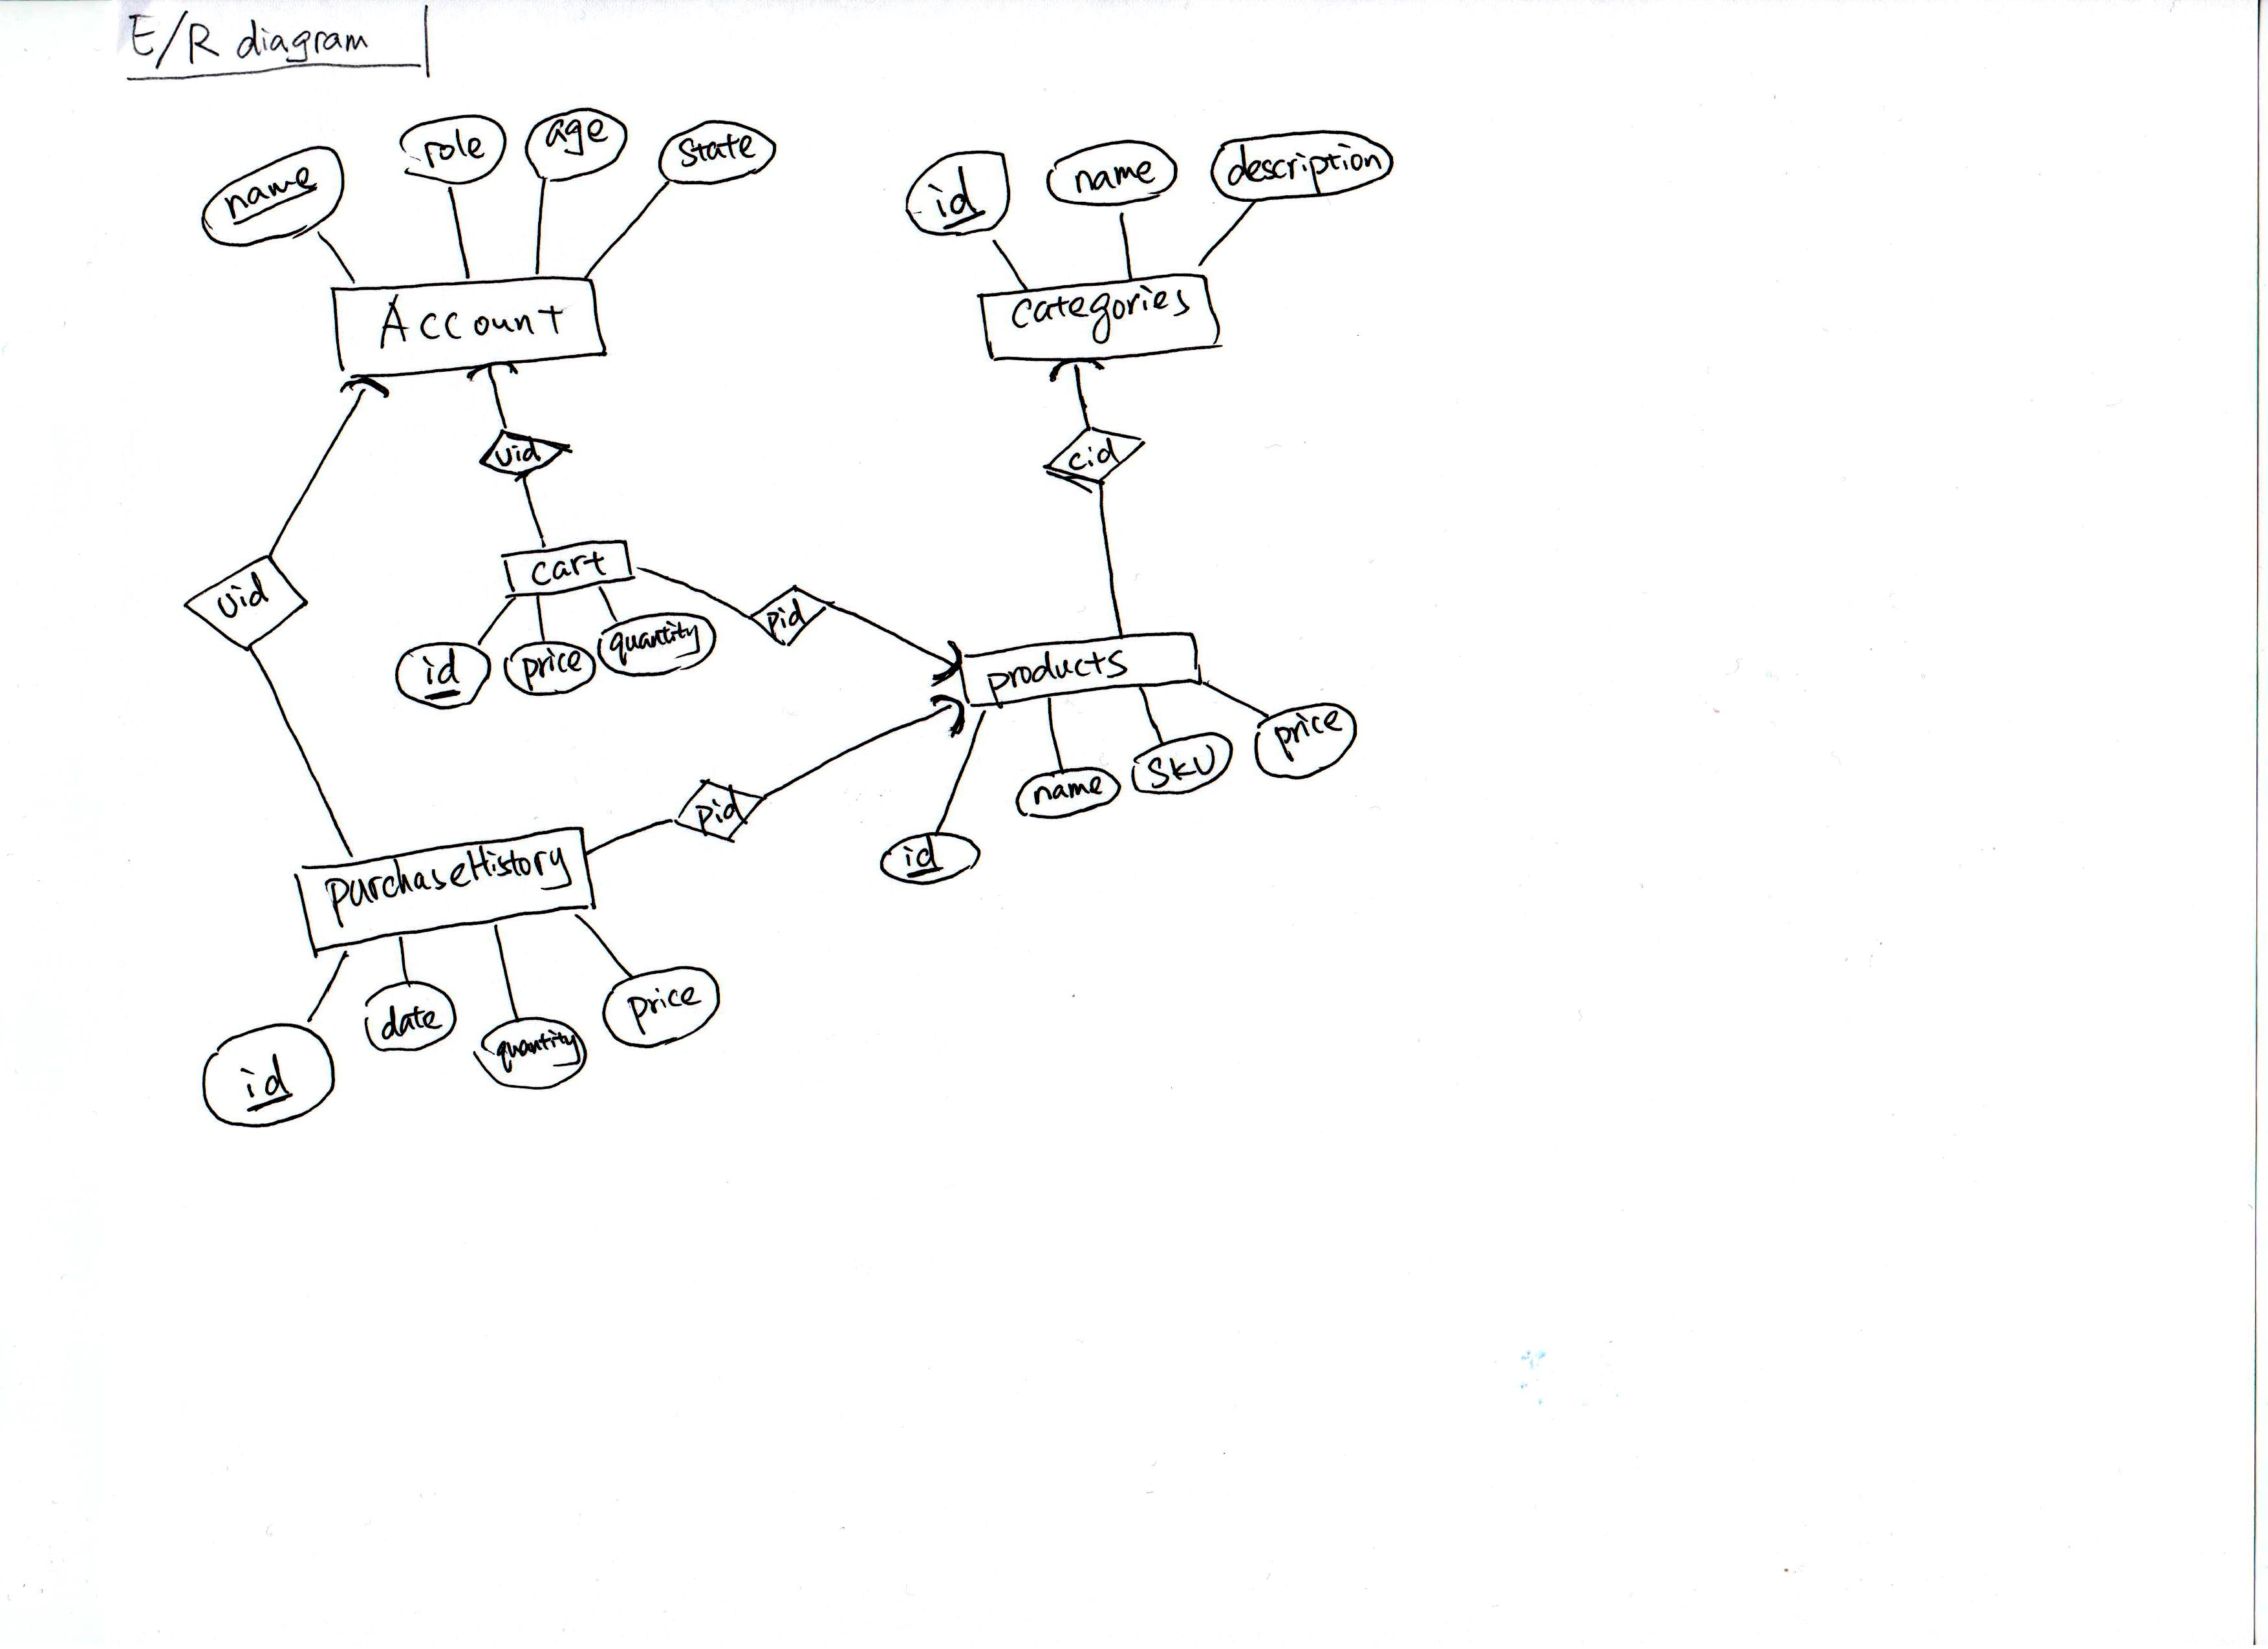 E/R diagram
name
role
age
state
id
name
description
Account
categories
uid
cid
uid
cart
pid
id
price
quantity
products
pid
name
SKU
price
id
purchaseHistory
id
date
quantity
price